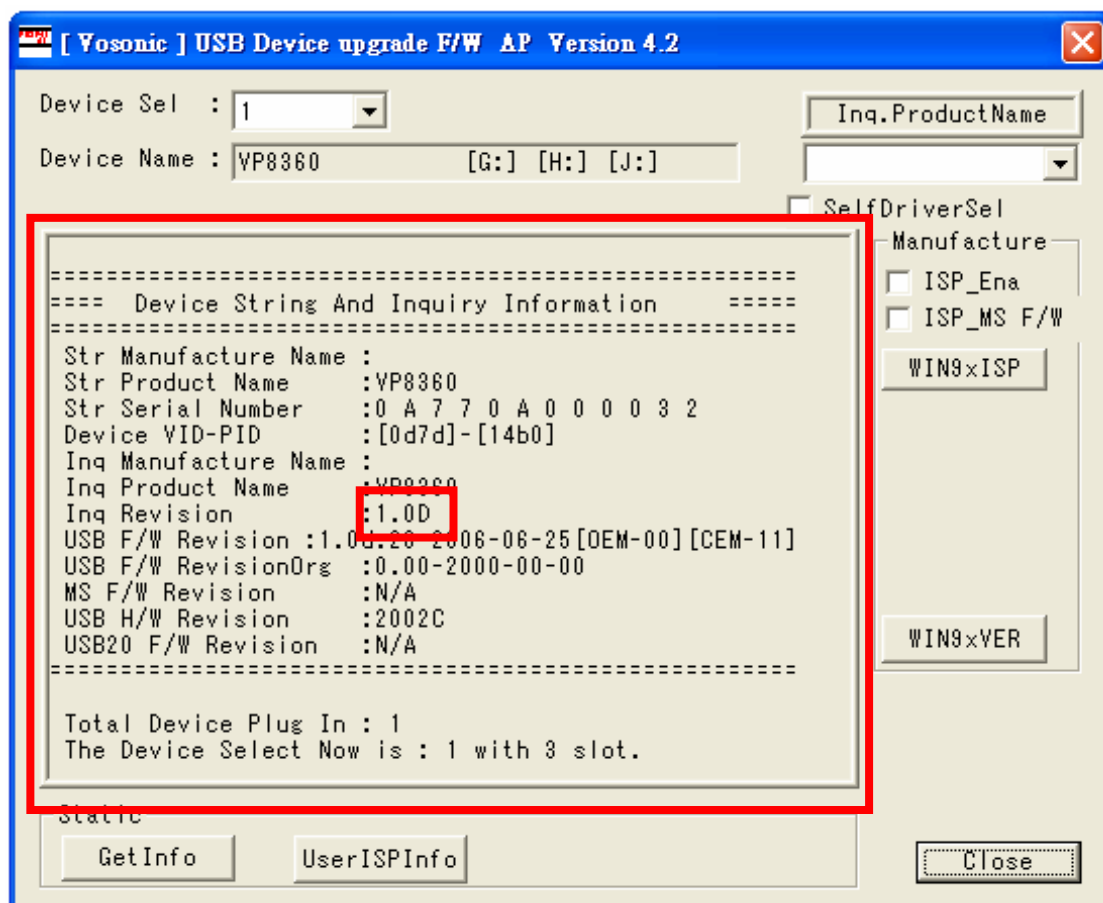 [ Vosonic ] USB Device upgrade F/W AP Version 4.2
Device Sel : 1
Inq.ProductName
Device Name : VP8360 [G:] [H:] [J:]
SelfDriverSel
Manufacture
ISP_Ena
ISP_MS F/W
WIN9xISP
WIN9xVER
=====================================================
==== Device String And Inquiry Information =====
=====================================================
Str Manufacture Name :
Str Product Name :VP8360
Str Serial Number :0 A 7 7 0 A 0 0 0 0 3 2
Device VID-PID :[0d7d]-[14b0]
Inq Manufacture Name :
Inq Product Name :VP8360
Inq Revision :1.0D
USB F/W Revision :1.0d.20-2006-06-25[OEM-00][CEM-11]
USB F/W RevisionOrg :0.00-2000-00-00
MS F/W Revision :N/A
USB H/W Revision :2002C
USB20 F/W Revision :N/A
=====================================================
Total Device Plug In : 1
The Device Select Now is : 1 with 3 slot.
Static
GetInfo
UserISPInfo
Close